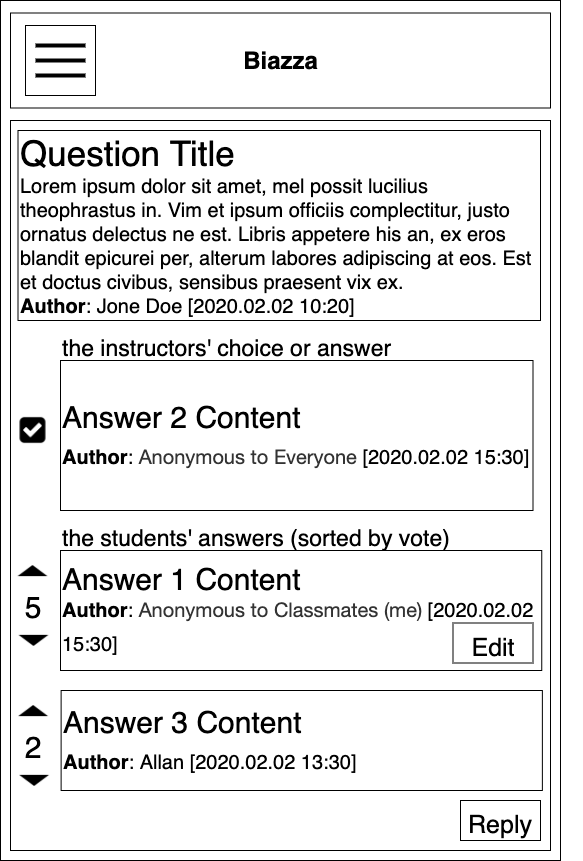 Biazza
Question Title
Lorem ipsum dolor sit amet, mel possit lucilius
theophrastus in. Vim et ipsum officiis complectitur, justo
ornatus delectus ne est. Libris appetere his an, ex eros
blandit epicurei per, alterum labores adipiscing at eos. Est
et doctus civibus, sensibus praesent vix ex.
Author: Jone Doe [2020.02.02 10:20]
the instructors' choice or answer
Answer 2 Content
Author: Anonymous to Everyone [2020.02.02 15:30]
the students' answers (sorted by vote)
5
Answer 1 Content
Author: Anonymous to Classmates (me) [2020.02.02
15:30]
Edit
2
Answer 3 Content
Author: Allan [2020.02.02 13:30]
Reply